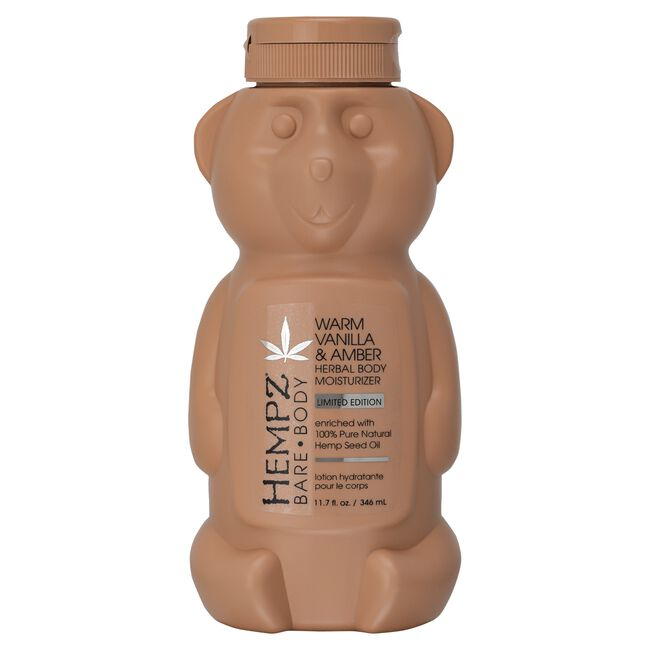 HEMPZ
BARE • BODY
WARM
VANILLA
& AMBER
HERBAL BODY
MOISTURIZER
LIMITED EDITION
enriched with
100% Pure Natural
Hemp Seed Oil
lotion hydratante
pour le corps
11.7 fl. oz. / 346 mL